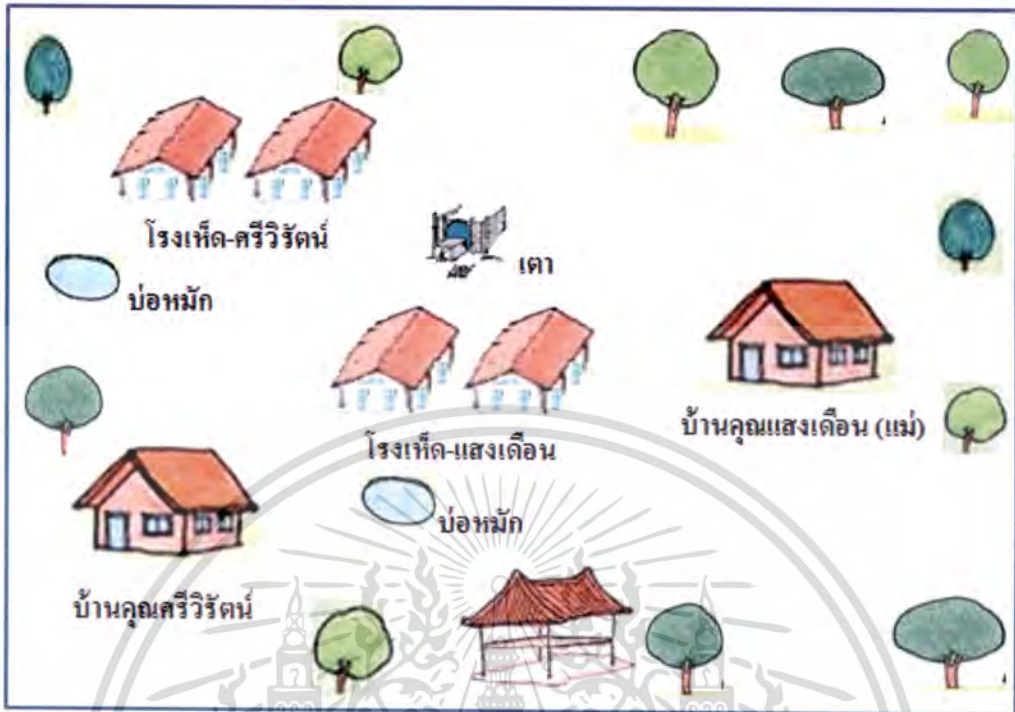 โรงเห็ด-ศรีวิรัตน์
เตา
บ่อหมัก
บ้านคุณแสงเดือน (แม่)
โรงเห็ด-แสงเดือน
บ่อหมัก
บ้านคุณศรีวิรัตน์